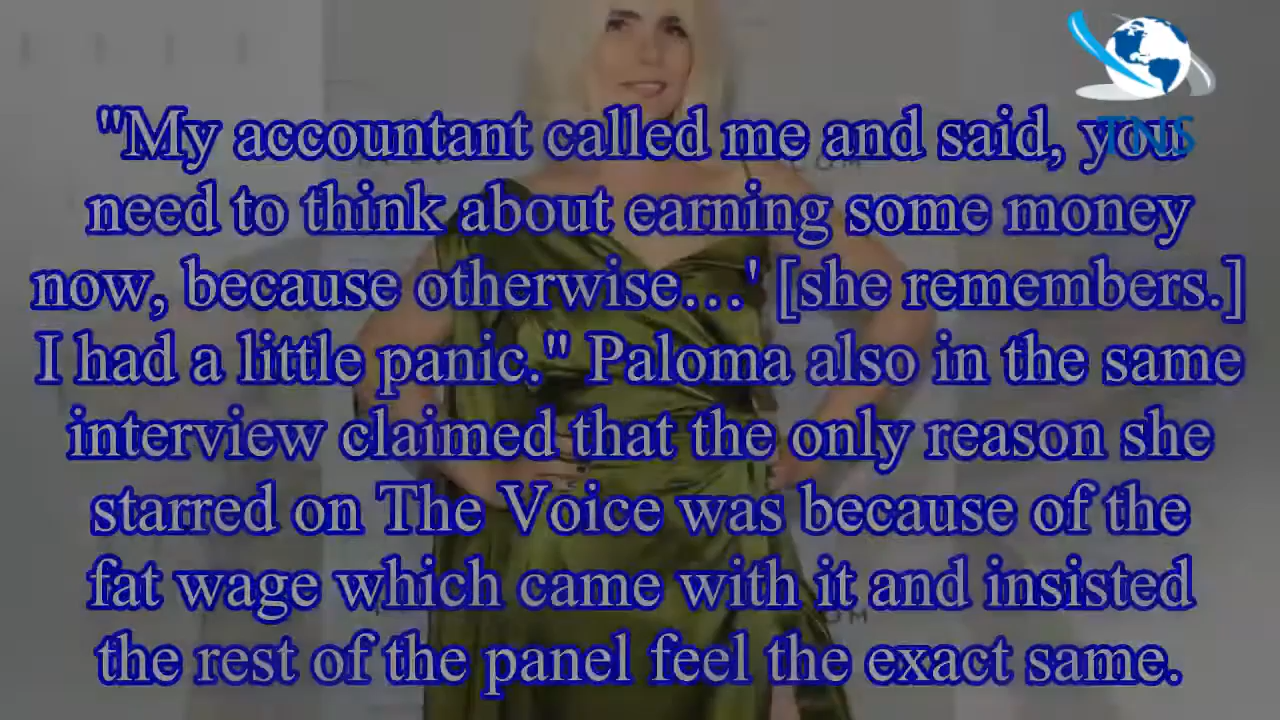 TNS
"My accountant called me and said, you
need to think about earning some money
now, because otherwise…' [she remembers.]
I had a little panic." Paloma also in the same
interview claimed that the only reason she
starred on The Voice was because of the
fat wage which came with it and insisted
the rest of the panel feel the exact same.